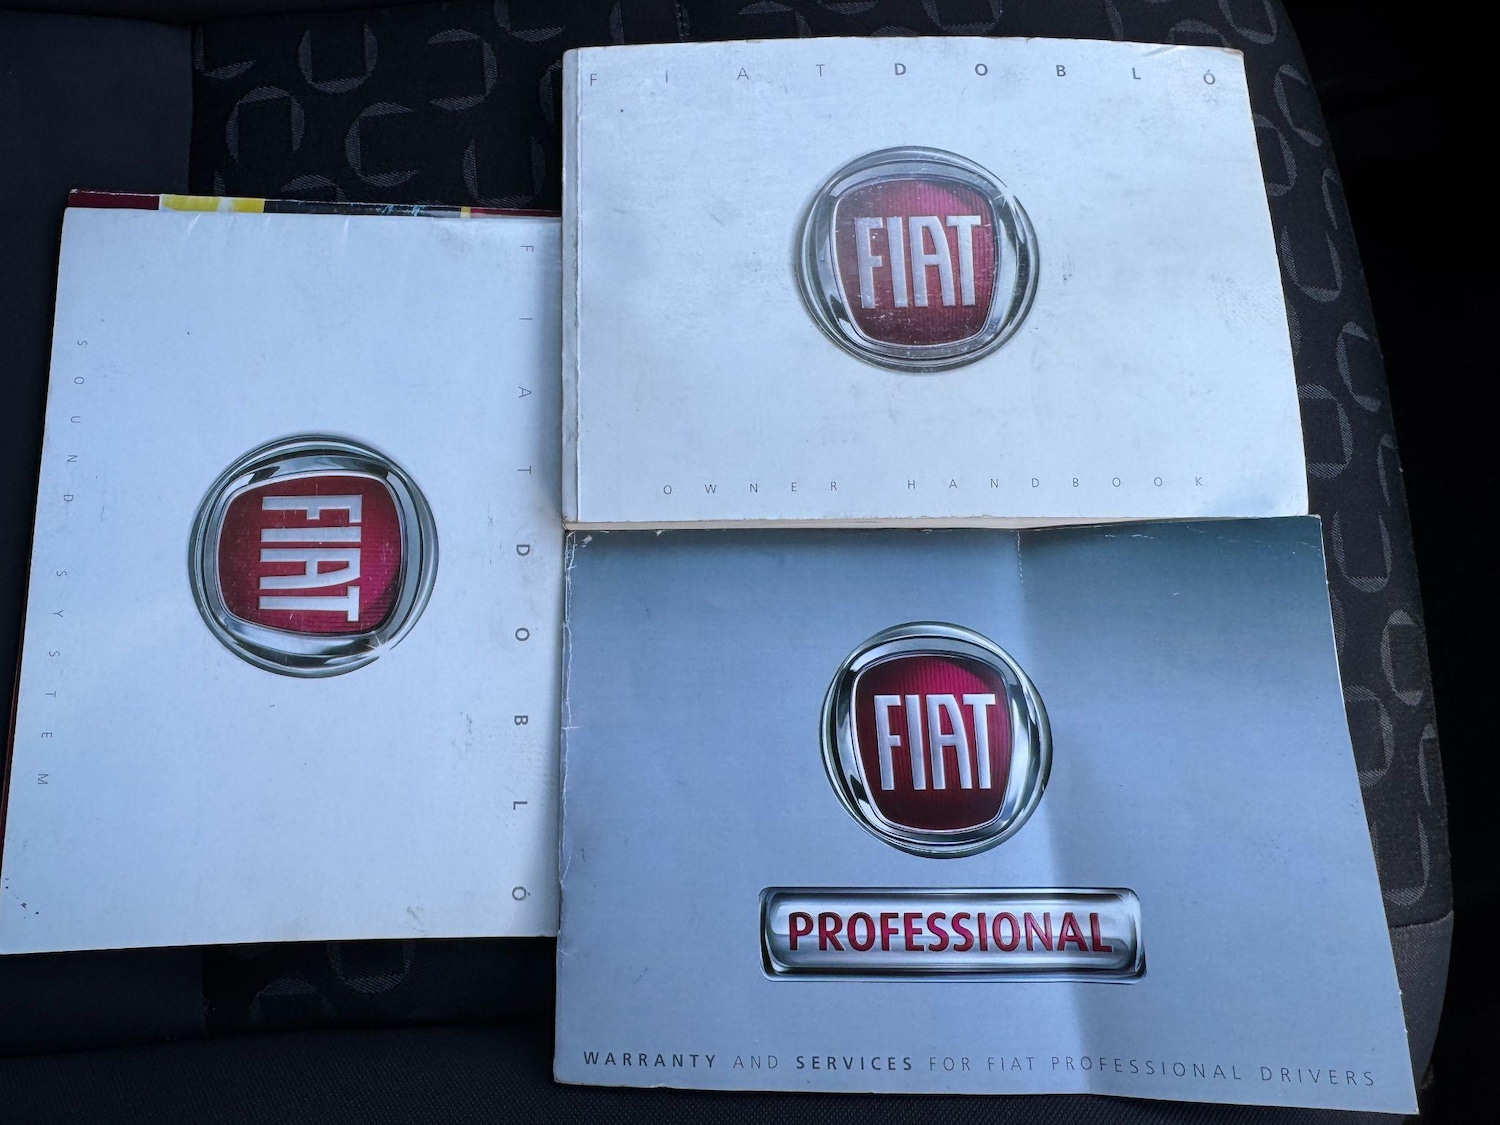 FIAT DOBLÓ
FIAT
OWNER HANDBOOK
FIAT DOBLÓ
FIAT
SOUND SYSTEM
FIAT
PROFESSIONAL
WARRANTY AND SERVICES FOR FIAT PROFESSIONAL DRIVERS